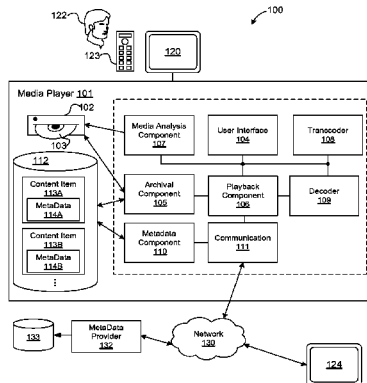 100
122
123
120
Media Player 101
102
103
112
Content Item
113A
MetaData
114A
Content Item
113B
MetaData
114B
Media Analysis
Component
107
User Interface
104
Transcoder
108
Archival
Component
105
Playback
Component
106
Decoder
109
Metadata
Component
110
Communication
111
133
MetaData
Provider
132
Network
130
124